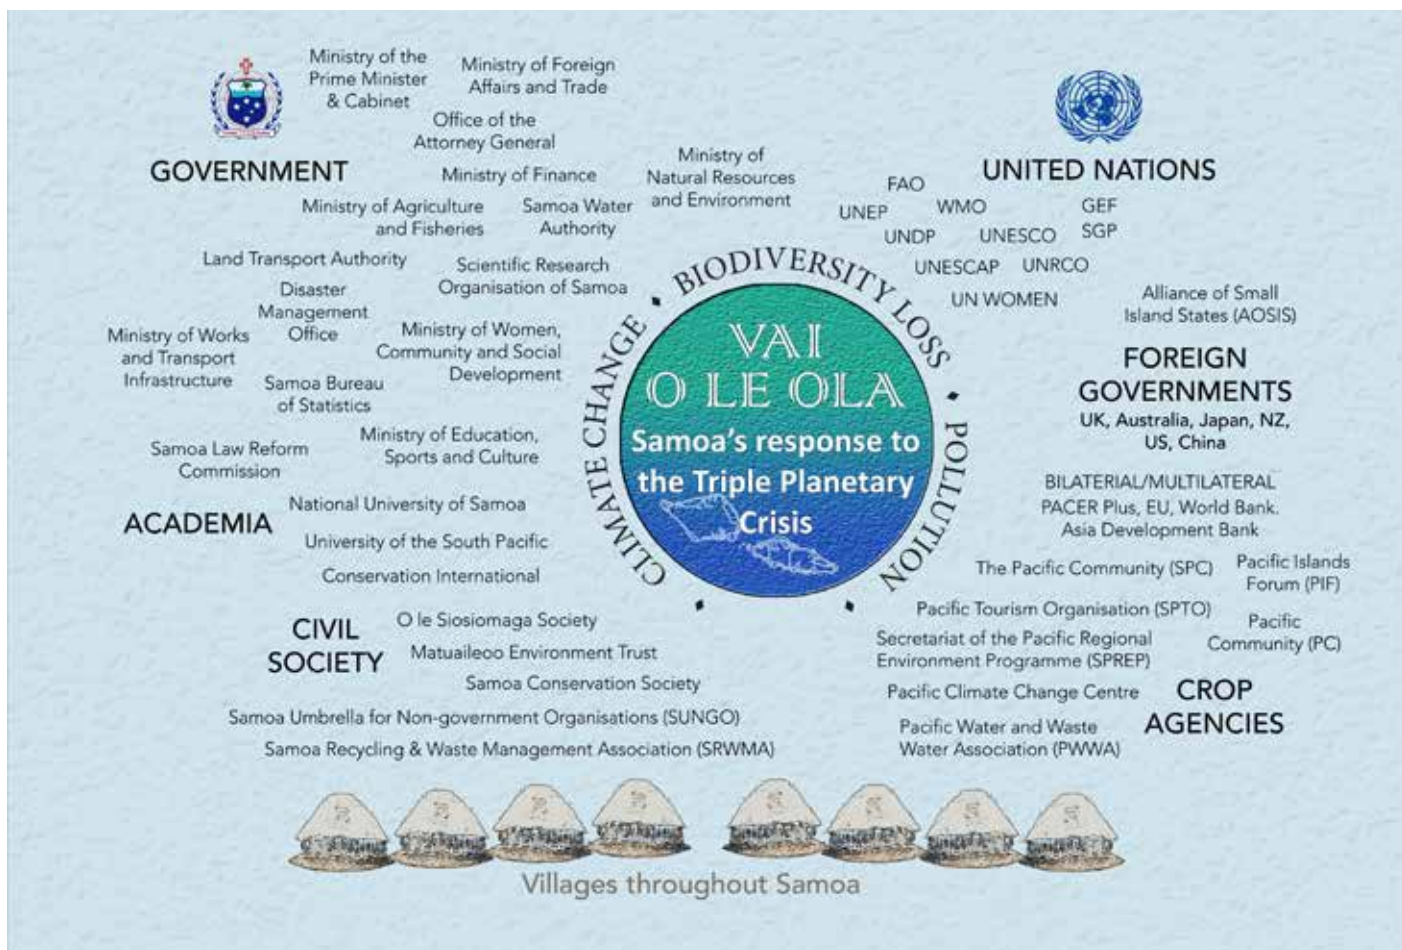 Ministry of the
Prime Minister
& Cabinet
Ministry of Foreign
Affairs and Trade
Office of the
Attorney General
GOVERNMENT
Ministry of Finance
Ministry of
Natural Resources
and Environment
Ministry of Agriculture
and Fisheries
Samoa Water
Authority
Land Transport Authority
Scientific Research
Organisation of Samoa
Disaster
Management
Office
Ministry of Works
and Transport
Infrastructure
Ministry of Women,
Community and Social
Development
Samoa Bureau
of Statistics
Samoa Law Reform
Commission
Ministry of Education,
Sports and Culture
ACADEMIA
National University of Samoa
University of the South Pacific
Conservation International
CIVIL
SOCIETY
O le Siosiomaga Society
Matuaileoo Environment Trust
Samoa Conservation Society
Samoa Umbrella for Non-government Organisations (SUNGO)
Samoa Recycling & Waste Management Association (SRWMA)
CLIMATE CHANGE
BIODIVERSITY LOSS
POLLUTION
VAI
O LE OLA
Samoa's response to
the Triple Planetary
Crisis
UNITED NATIONS
FAO
UNEP
WMO
GEF
SGP
UNDP
UNESCO
UNESCAP
UNRCO
UN WOMEN
Alliance of Small
Island States (AOSIS)
FOREIGN
GOVERNMENTS
UK, Australia, Japan, NZ,
US, China
BILATERIAL/MULTILATERAL
PACER Plus, EU, World Bank.
Asia Development Bank
The Pacific Community (SPC)
Pacific Islands
Forum (PIF)
Pacific Tourism Organisation (SPTO)
Pacific
Community (PC)
Secretariat of the Pacific Regional
Environment Programme (SPREP)
Pacific Climate Change Centre
CROP
AGENCIES
Pacific Water and Waste
Water Association (PWWA)
Villages throughout Samoa